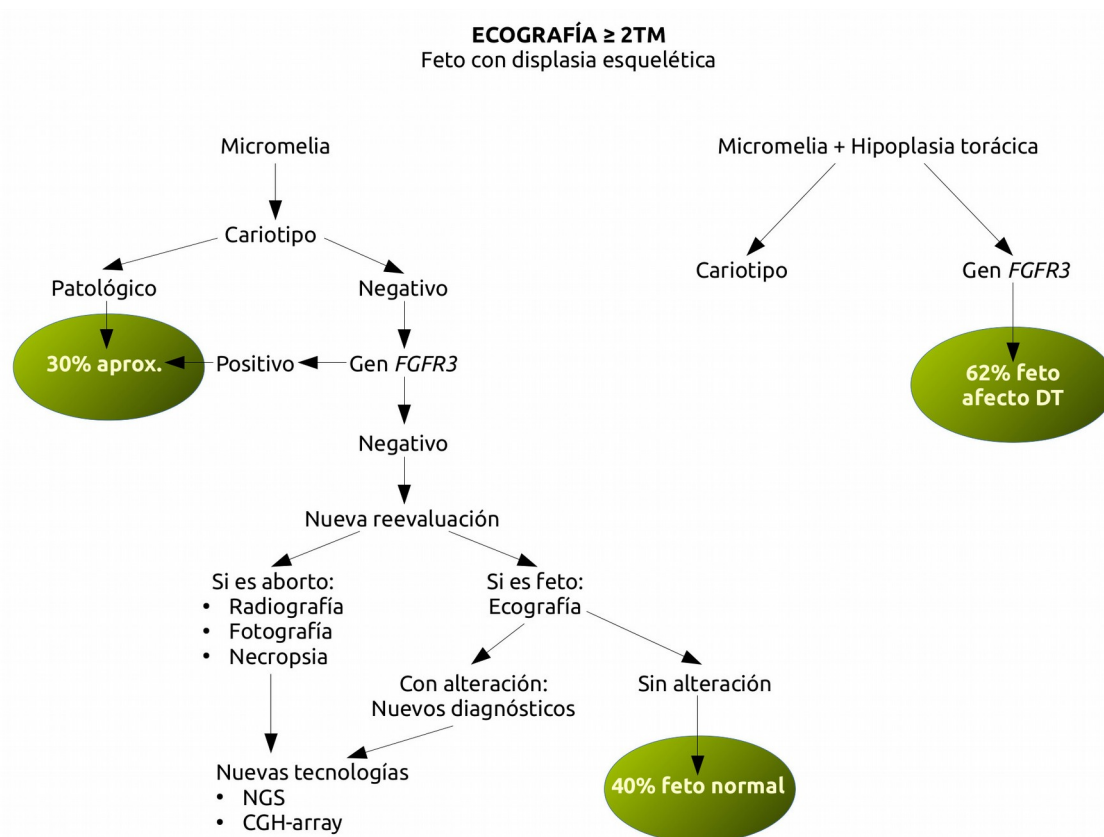 ECOGRAFÍA ≥ 2TM
Feto con displasia esquelética
Micromelia
Cariotipo
Patológico
Negativo
30% aprox.
Positivo
Gen FGFR3
Negativo
Nueva reevaluación
Si es aborto:
• Radiografía
• Fotografía
• Necropsia
Si es feto:
Ecografía
Con alteración:
Nuevos diagnósticos
Sin alteración
Nuevas tecnologías
• NGS
• CGH-array
40% feto normal
Micromelia + Hipoplasia torácica
Cariotipo
Gen FGFR3
62% feto
afecto DT